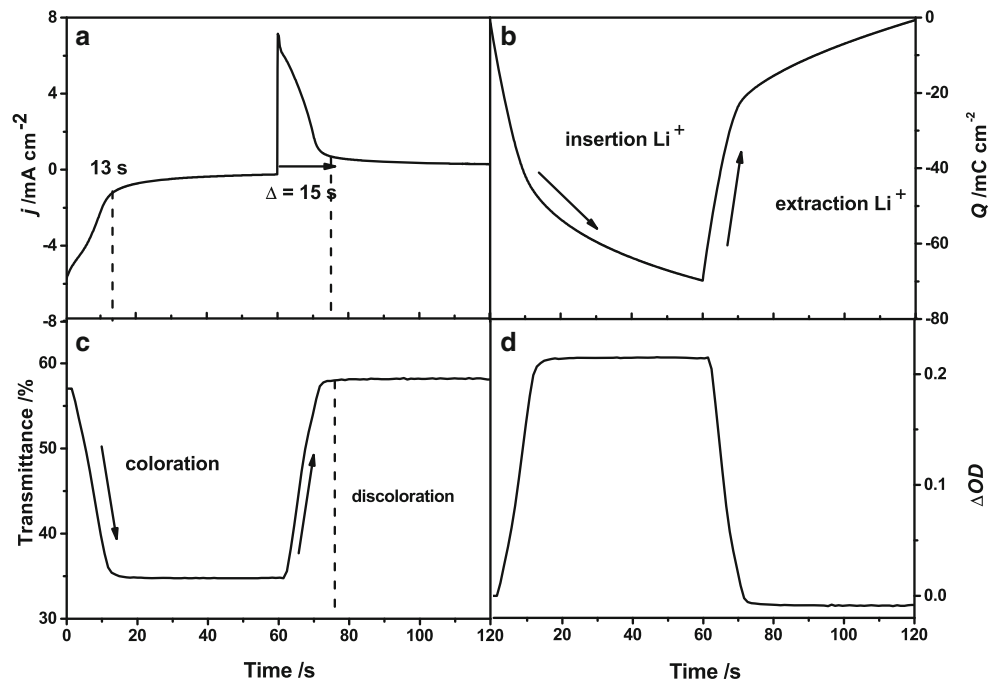 a
8
4
0
-4
-8
j /mA cm-2
13 s
Δ = 15 s
b
0
-20
-40
-60
-80
Q /mC cm-2
insertion Li+
extraction Li+
c
60
50
40
30
Transmittance /%
coloration
discoloration
0 20 40 60 80 100 120
Time /s
d
0.2
0.1
0.0
ΔOD
20 40 60 80 100 120
Time /s